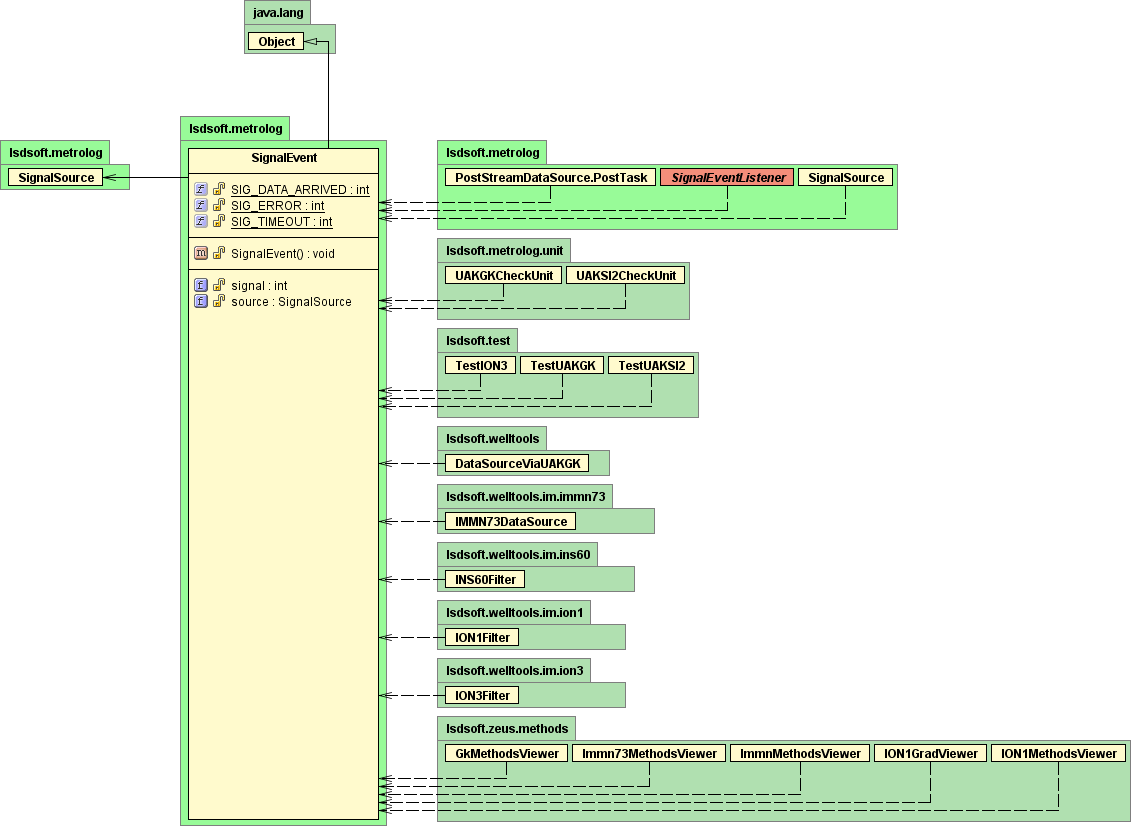 java.lang
Object
lsdsoft.metrolog
SignalSource
lsdsoft.metrolog
SignalEvent
f SIG_DATA_ARRIVED : int
f SIG_ERROR : int
f SIG_TIMEOUT : int
m SignalEvent() : void
f signal : int
f source : SignalSource
lsdsoft.metrolog
PostStreamDataSource.PostTask SignalEventListener SignalSource
lsdsoft.metrolog.unit
UAKGKCheckUnit UAKSI2CheckUnit
lsdsoft.test
TestION3 TestUAKGK TestUAKSI2
lsdsoft.welltools
DataSourceViaUAKGK
lsdsoft.welltools.im.immn73
IMMN73DataSource
lsdsoft.welltools.im.ins60
INS60Filter
lsdsoft.welltools.im.ion1
ION1Filter
lsdsoft.welltools.im.ion3
ION3Filter
lsdsoft.zeus.methods
GkMethodsViewer Immn73MethodsViewer ImmnMethodsViewer ION1GradViewer ION1MethodsViewer